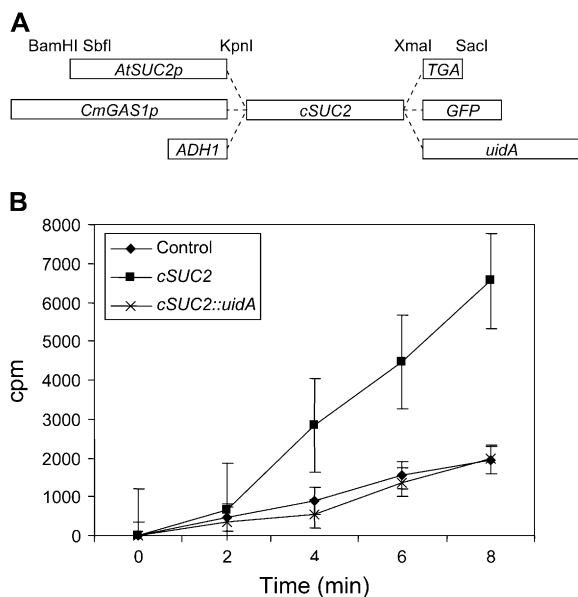 A
BamHI SbfI KpnI XmaI SacI
AtSUC2p TGA
CmGAS1p cSUC2 GFP
ADH1 uidA
B
8000
7000
6000
5000
4000
3000
2000
1000
0
cpm
Control
cSUC2
cSUC2::uidA
0 2 4 6 8
Time (min)